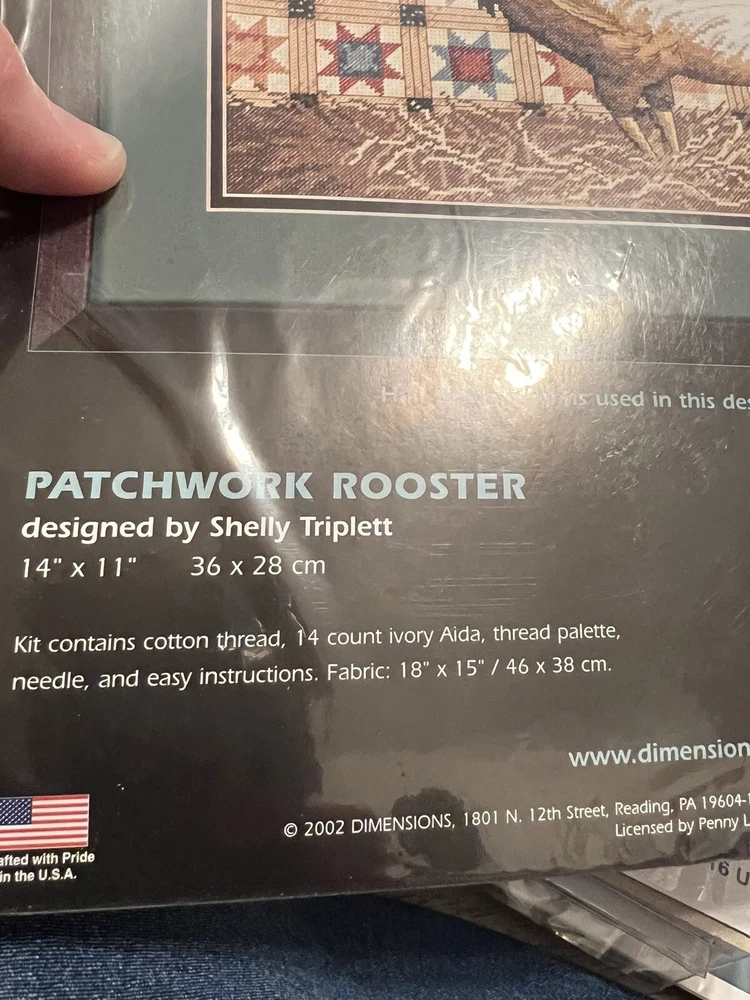 is used in this des
PATCHWORK ROOSTER
designed by Shelly Triplett
14" x 11" 36 x 28 cm
Kit contains cotton thread, 14 count ivory Aida, thread palette,
needle, and easy instructions. Fabric: 18" x 15" / 46 x 38 cm.
www.dimension
© 2002 DIMENSIONS, 1801 N. 12th Street, Reading, PA 19604-1
Licensed by Penny L
afted with Pride
in the U.S.A.
16 U